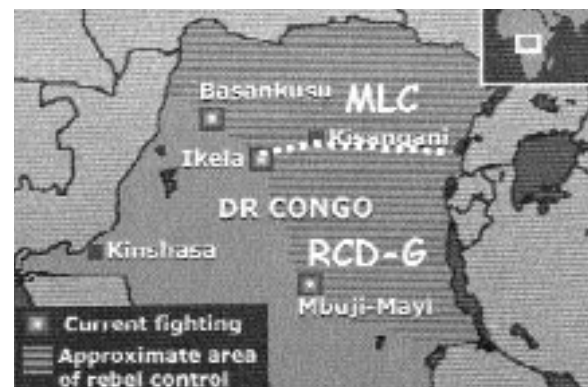 Basankusu
MLC
Kisangani
Ikela
DR CONGO
Kinshasa
RCD-G
Mbuji-Mayi
Current fighting
Approximate area
of rebel control